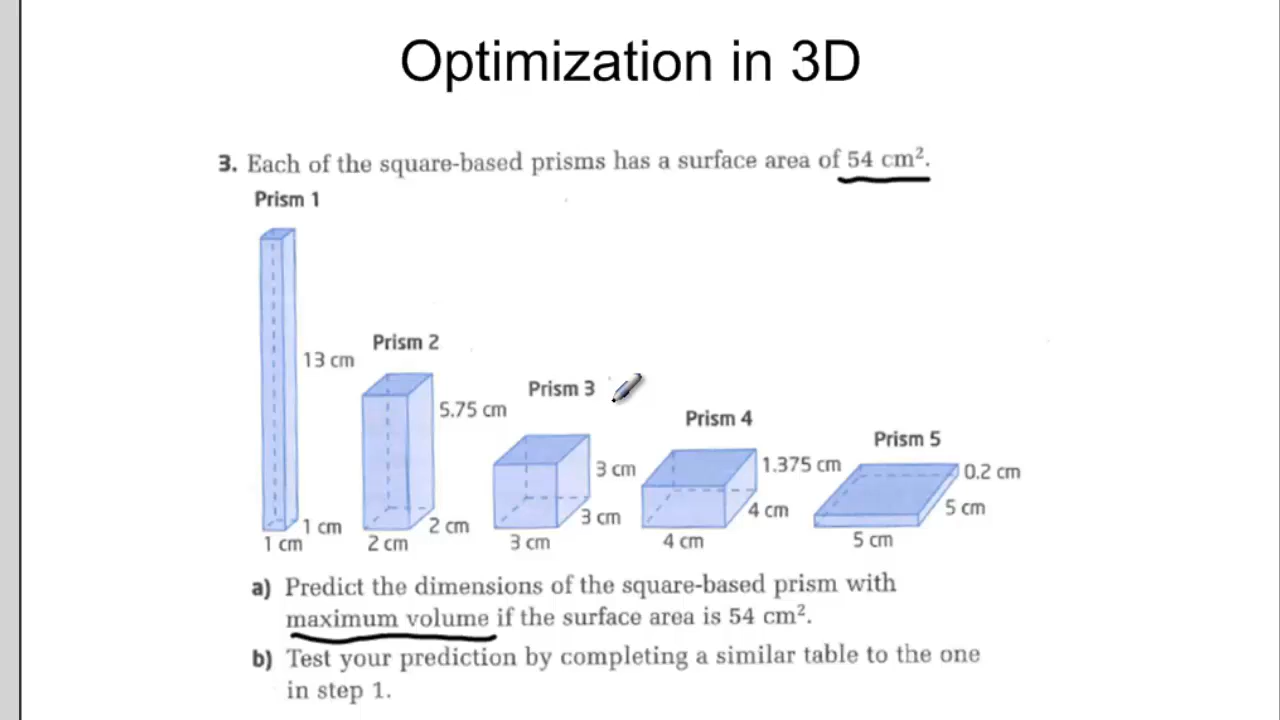 Optimization in 3D
3. Each of the square-based prisms has a surface area of 54 cm².
Prism 1
13 cm
1 cm
1 cm
Prism 2
5.75 cm
2 cm
2 cm
Prism 3
3 cm
3 cm
3 cm
Prism 4
1.375 cm
4 cm
4 cm
Prism 5
0.2 cm
5 cm
5 cm
a) Predict the dimensions of the square-based prism with
maximum volume if the surface area is 54 cm².
b) Test your prediction by completing a similar table to the one
in step 1.